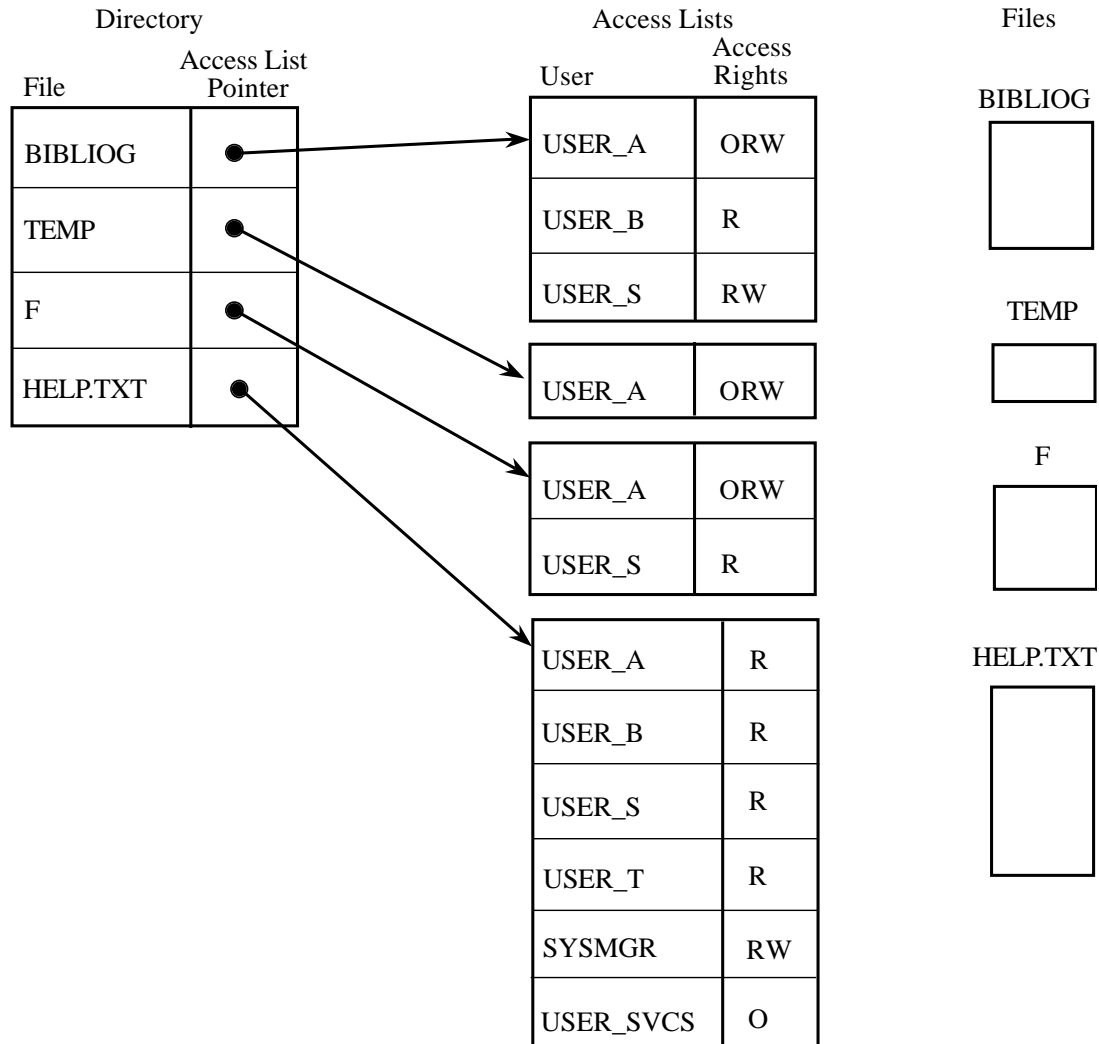 Directory
File
Access List
Pointer
BIBLIOG
TEMP
F
HELP.TXT
Access Lists
User
Access
Rights
USER_A ORW
USER_B R
USER_S RW
USER_A ORW
USER_A ORW
USER_S R
USER_A R
USER_B R
USER_S R
USER_T R
SYSMGR RW
USER_SVCS O
Files
BIBLIOG
TEMP
F
HELP.TXT